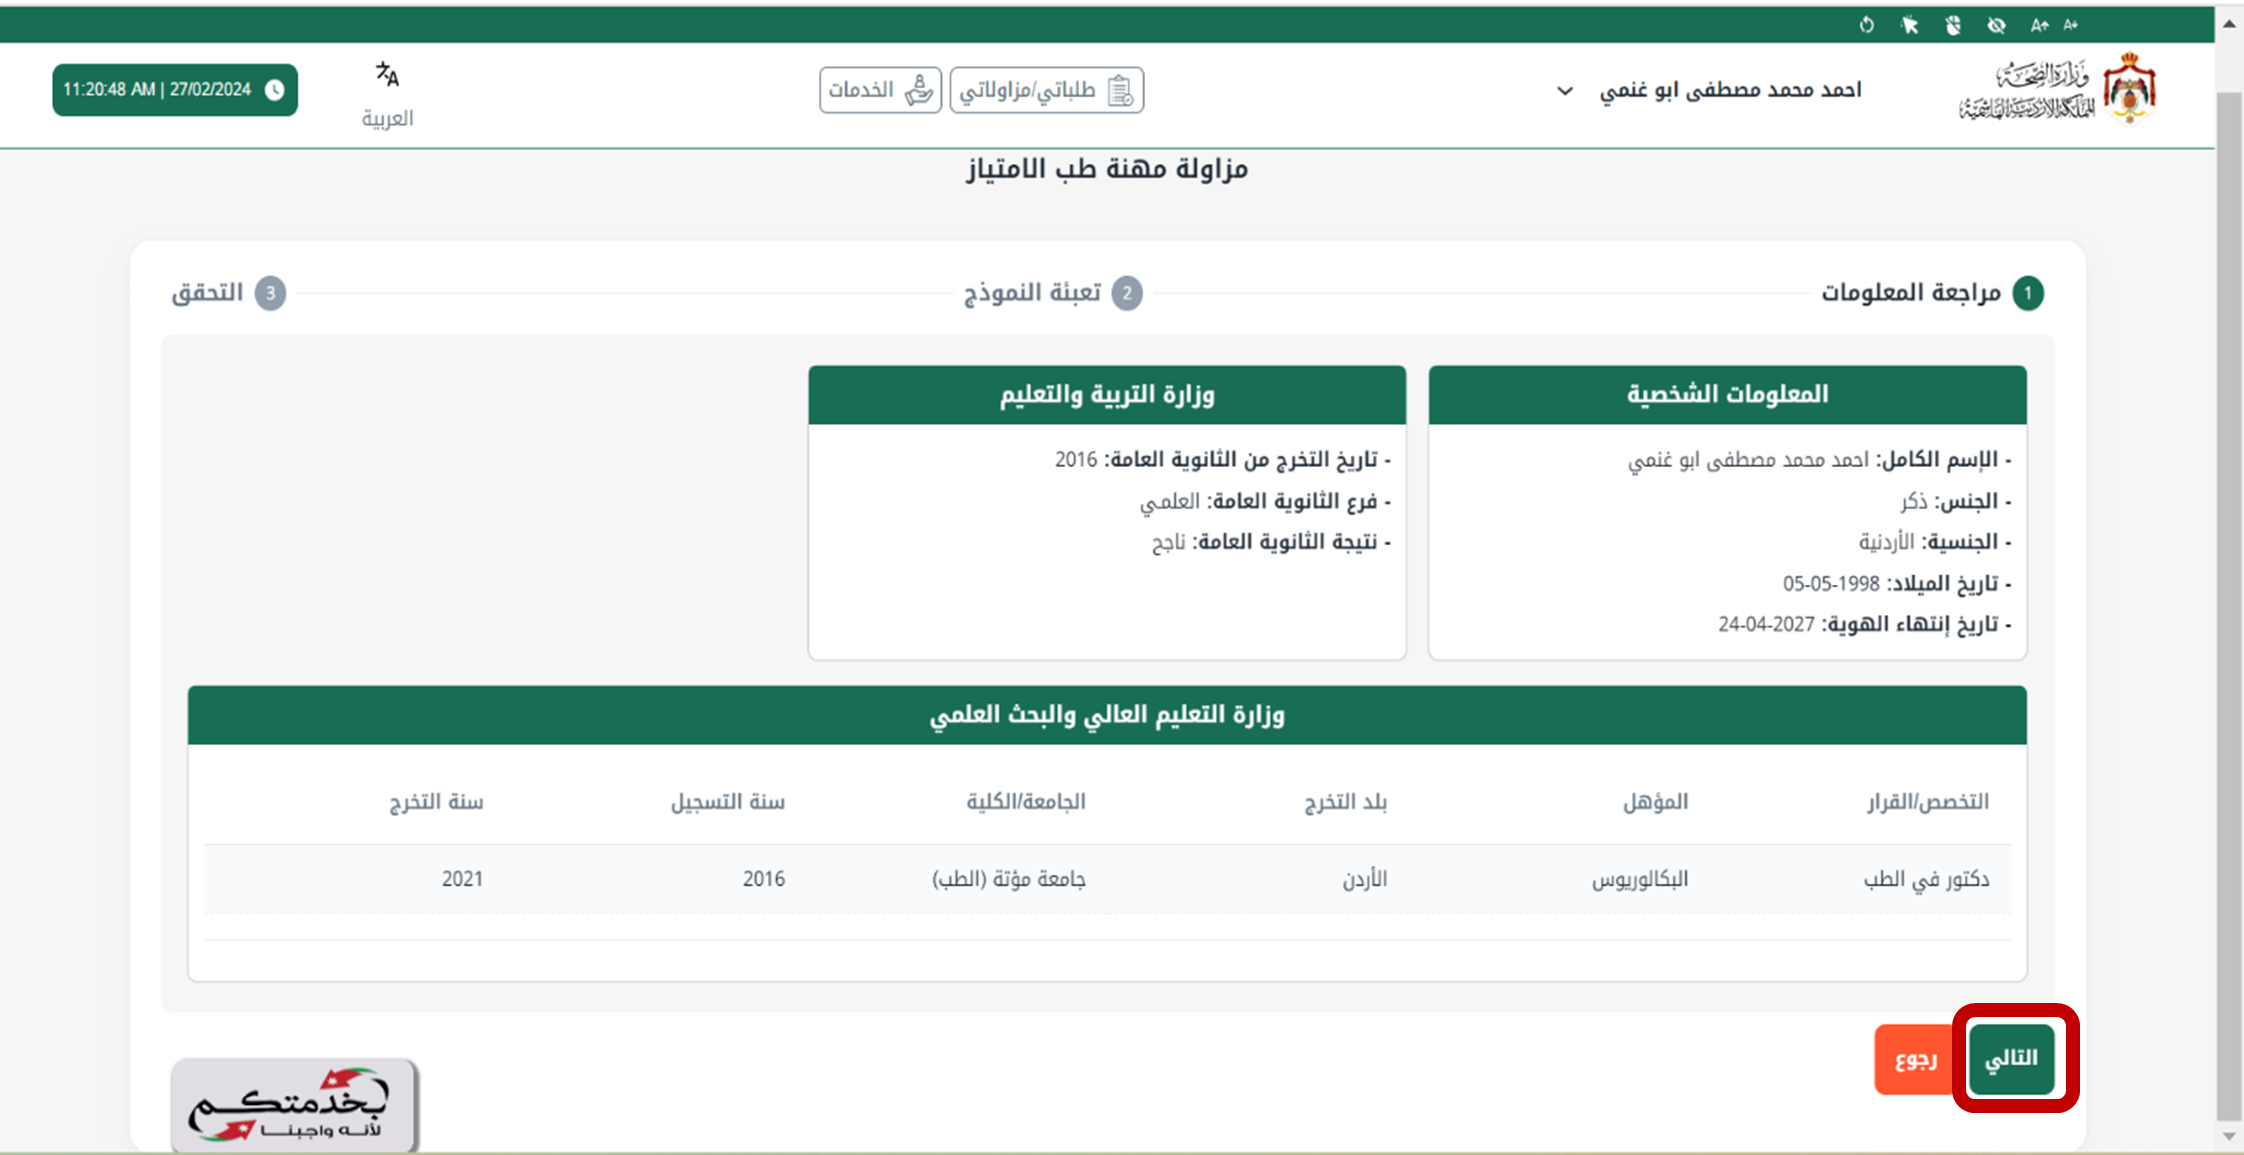 A+ A+
وزارة الصحة
المملكة الأردنية الهاشمية
احمد محمد مصطفى ابو غنمي
طلباتي/مزاولاتي
الخدمات
العربية
11:20:48 AM | 27/02/2024
مزاولة مهنة طب الامتياز
1 مراجعة المعلومات
2 تعبئة النموذج
3 التحقق
المعلومات الشخصية
- الإسم الكامل: احمد محمد مصطفى ابو غنمي
- الجنس: ذكر
- الجنسية: الأردنية
- تاريخ الميلاد: 1998-05-05
- تاريخ إنتهاء الهوية: 2027-04-24
وزارة التربية والتعليم
- تاريخ التخرج من الثانوية العامة: 2016
- فرع الثانوية العامة: العلمي
- نتيجة الثانوية العامة: ناجح
وزارة التعليم العالي والبحث العلمي
التخصص/القرار المؤهل بلد التخرج الجامعة/الكلية سنة التسجيل سنة التخرج
دكتور في الطب البكالوريوس الأردن جامعة مؤتة (الطب) 2016 2021
التالي
رجوع
بخدمتكم
لأنه واجبنا